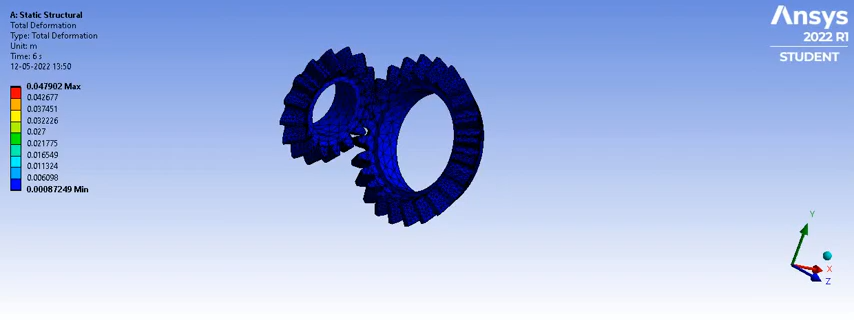 A: Static Structural
Total Deformation
Type: Total Deformation
Unit: m
Time: 6 s
12-05-2022 13:50
0.047902 Max
0.042677
0.037451
0.032226
0.027
0.021775
0.016549
0.011324
0.006098
0.00087249 Min
Ansys
2022 R1
STUDENT
Y
X
Z